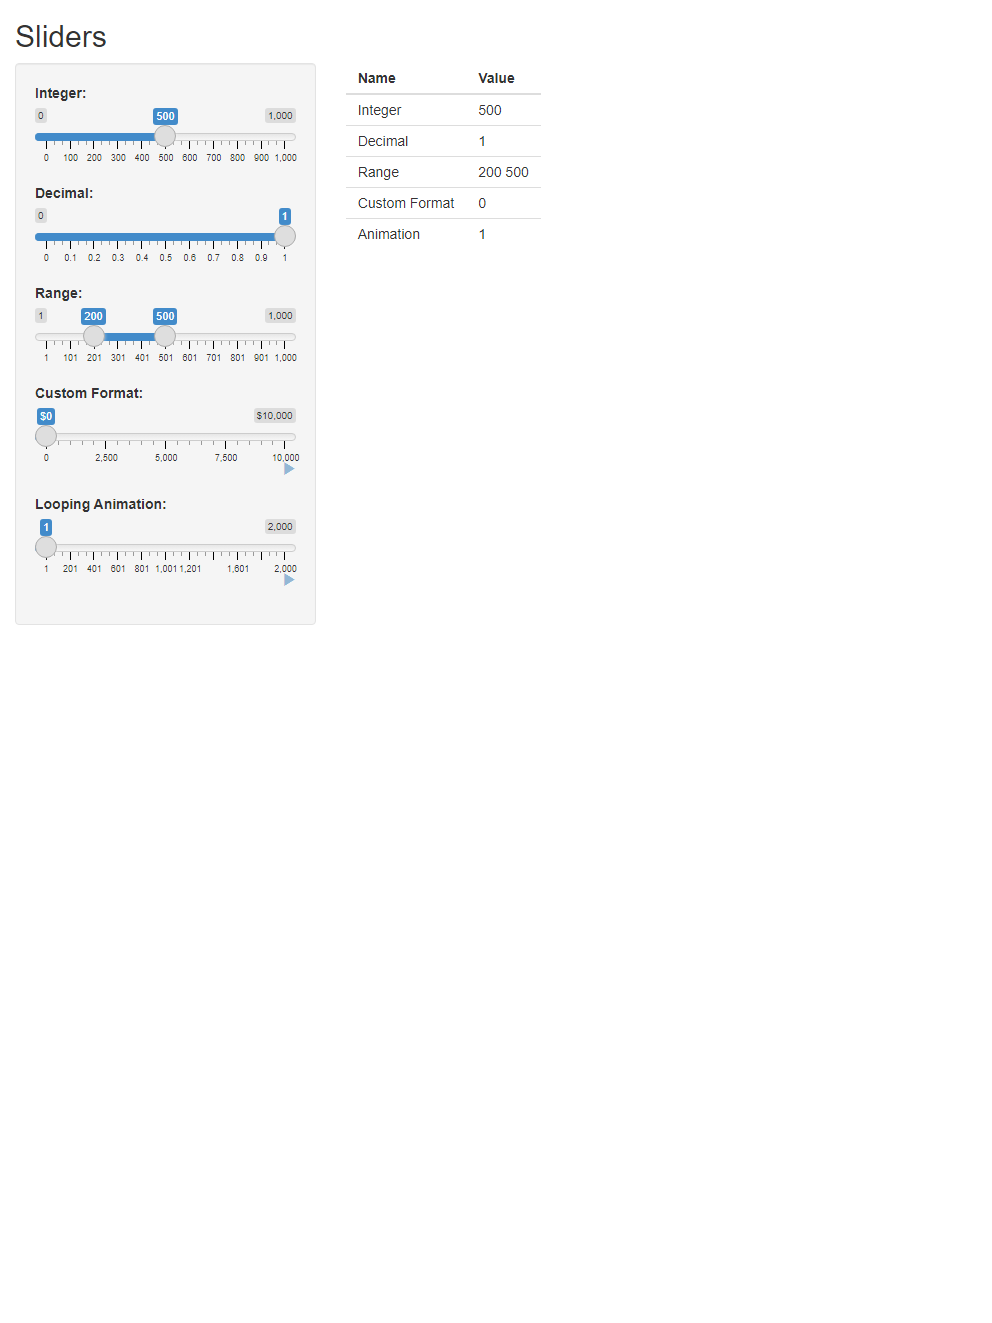 Sliders
Integer:
0 500 1,000
0 100 200 300 400 500 600 700 800 900 1,000
Decimal:
0 1
0 0.1 0.2 0.3 0.4 0.5 0.6 0.7 0.8 0.9 1
Range:
1 200 500 1,000
1 101 201 301 401 501 601 701 801 901 1,000
Custom Format:
$0 $10,000
0 2,500 5,000 7,500 10,000
Looping Animation:
1 2,000
1 201 401 601 801 1,001 1,201 1,601 2,000
Name Value
Integer 500
Decimal 1
Range 200 500
Custom Format 0
Animation 1